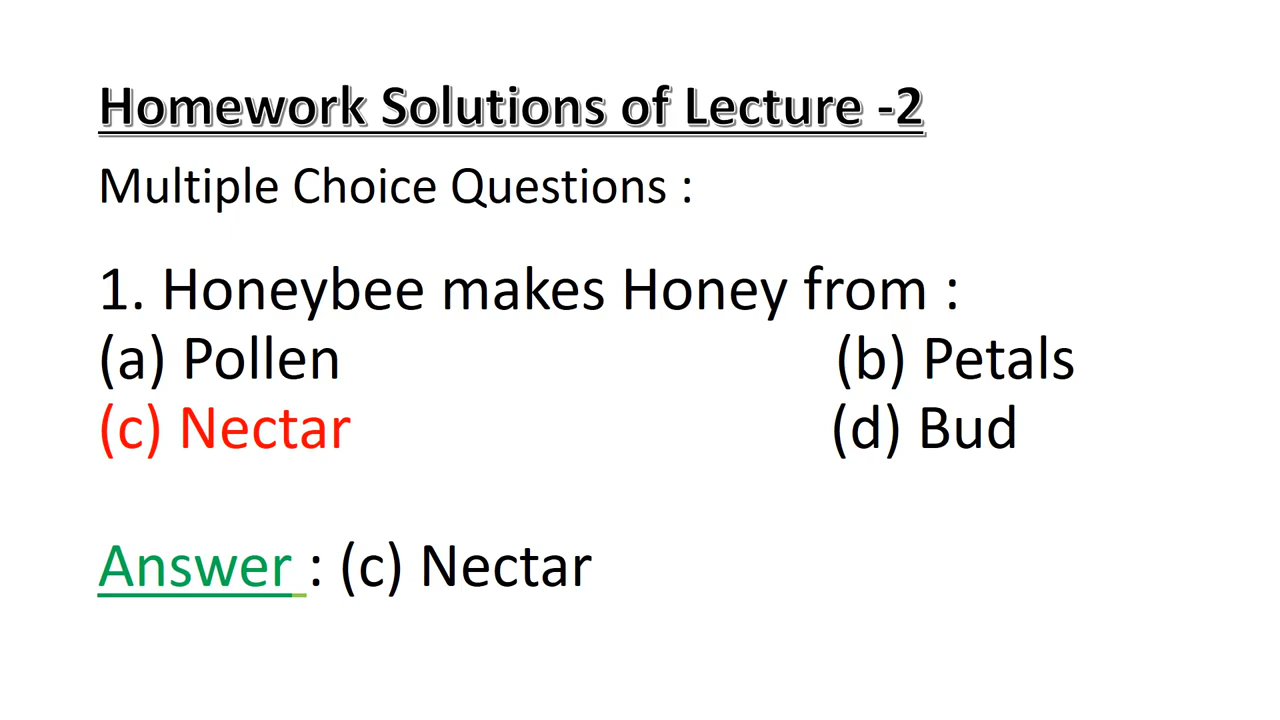 Homework Solutions of Lecture -2
Multiple Choice Questions :
1. Honeybee makes Honey from :
(a) Pollen (b) Petals
(c) Nectar (d) Bud
Answer : (c) Nectar